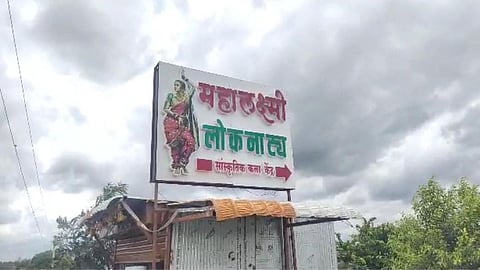 महालक्ष्मी
लोकनाट्य
सांस्कृतिक कला केंद्र